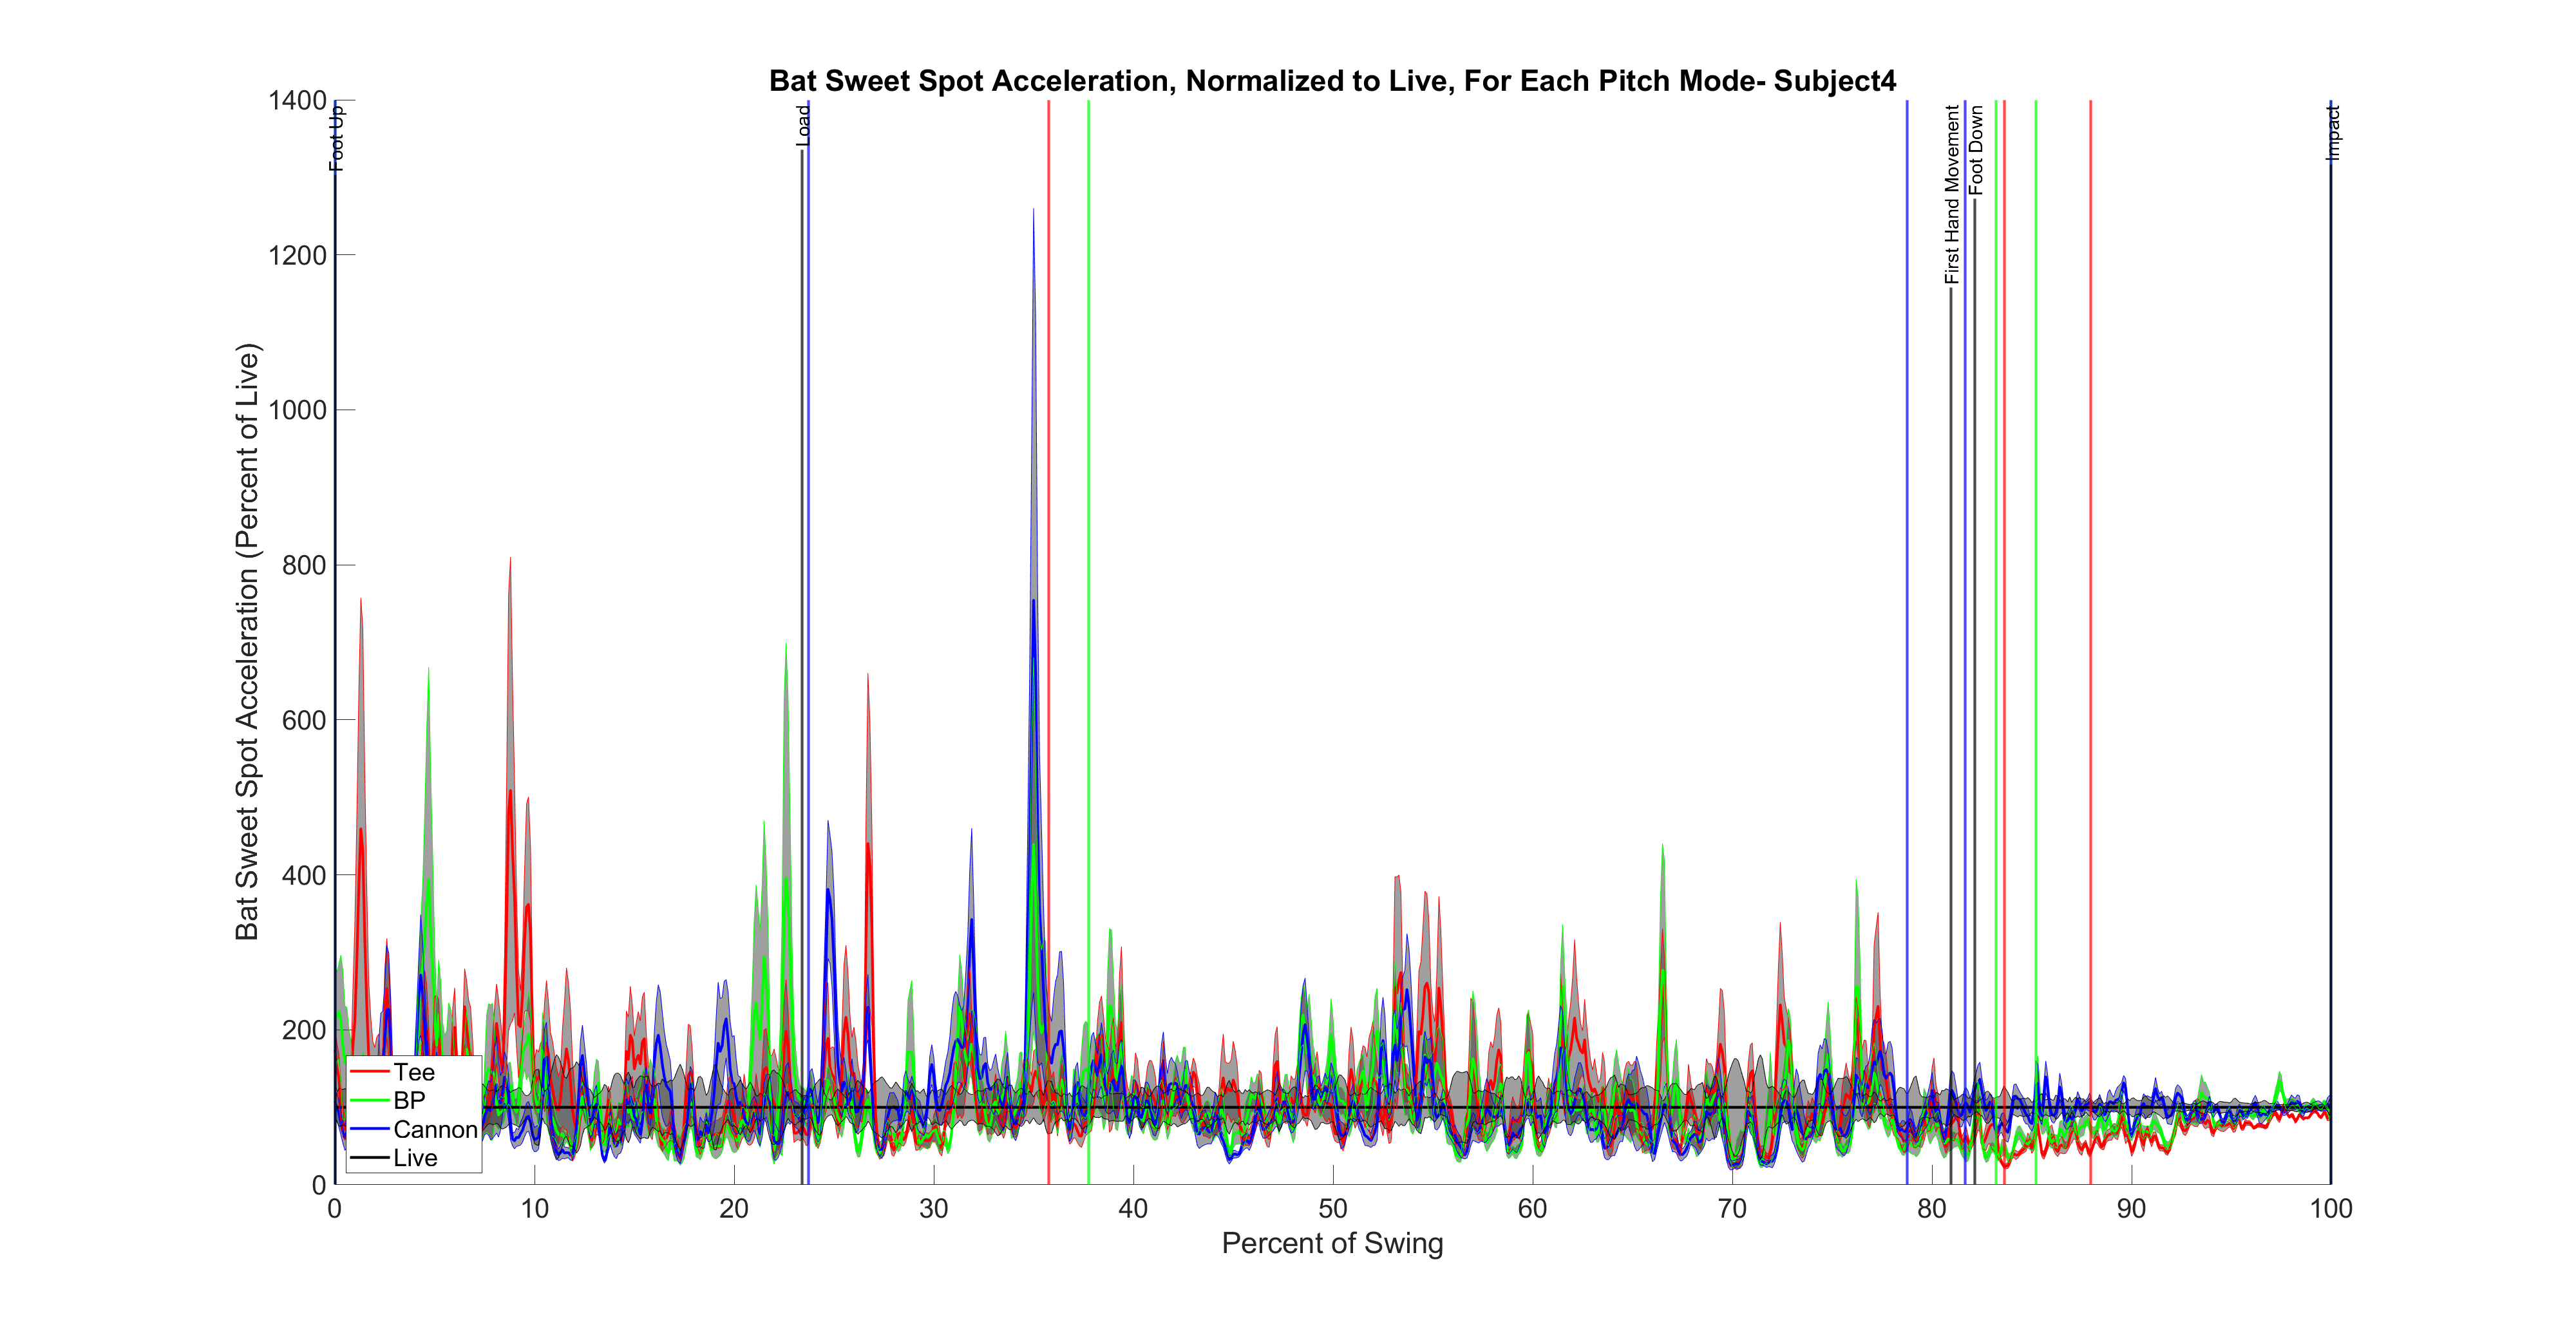 Bat Sweet Spot Acceleration, Normalized to Live, For Each Pitch Mode- Subject4
Bat Sweet Spot Acceleration (Percent of Live)
1400
1200
1000
800
600
400
200
0
Foot Up
Load
First Hand Movement
Foot Down
Impact
Tee
BP
Cannon
Live
0 10 20 30 40 50 60 70 80 90 100
Percent of Swing